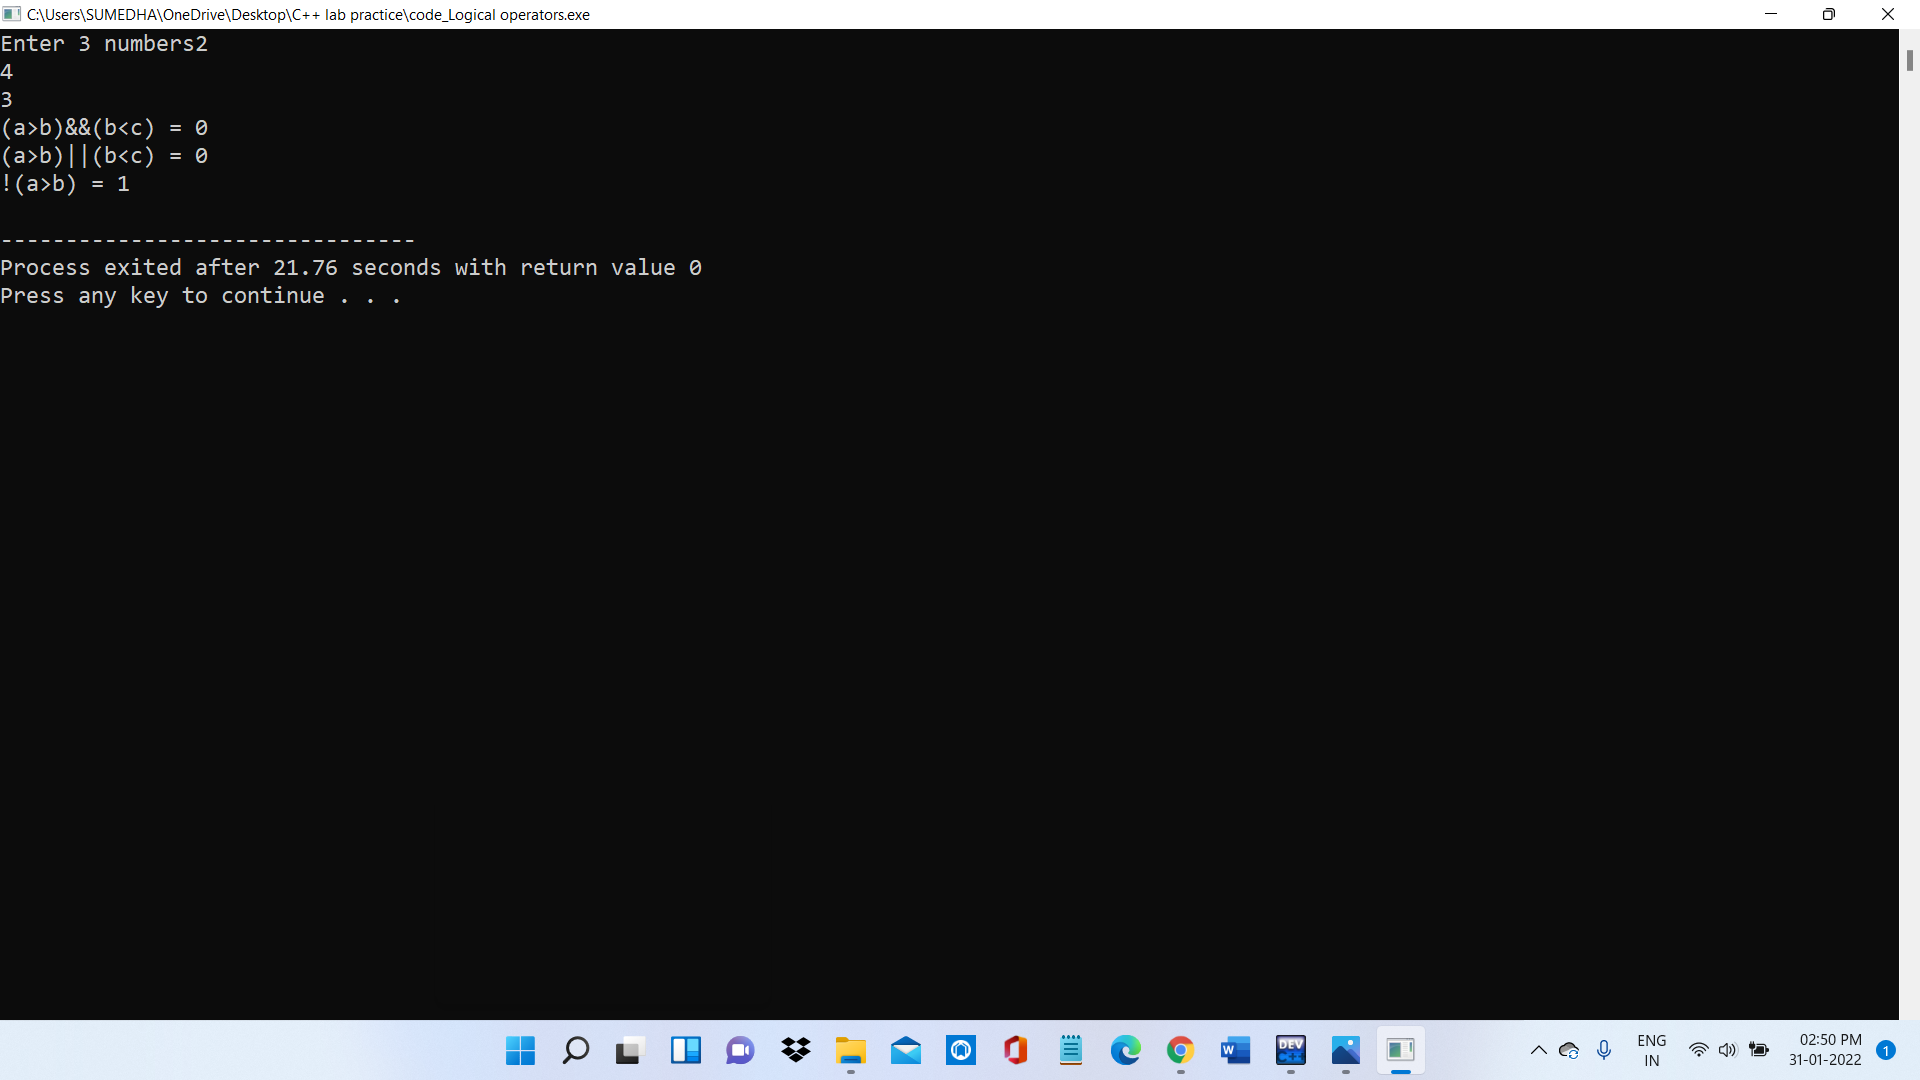 C:\Users\SUMEDHA\OneDrive\Desktop\C++ lab practice\code_Logical operators.exe
Enter 3 numbers2
4
3
(a>b)&&(b<c) = 0
(a>b)||(b<c) = 0
!(a>b) = 1
--------------------------------
Process exited after 21.76 seconds with return value 0
Press any key to continue . . .
W
DEV
C++
ENG
IN
02:50 PM
31-01-2022
1